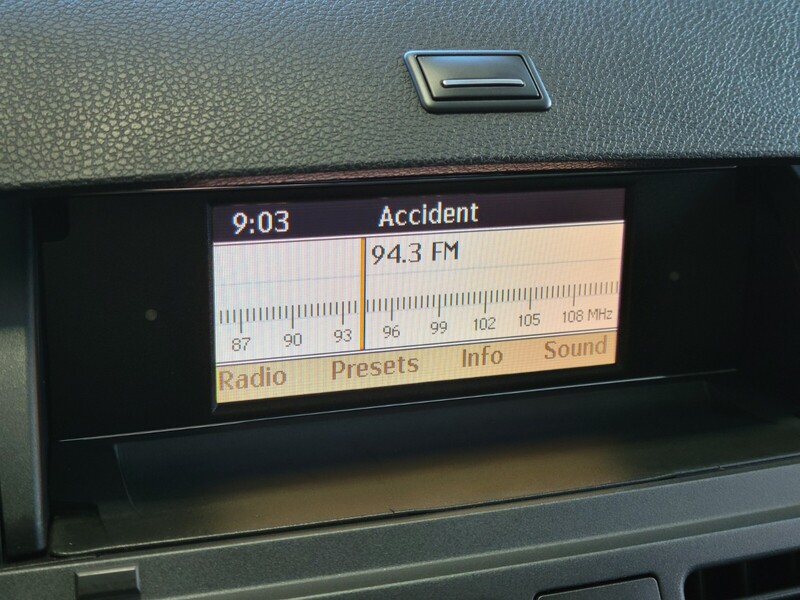 9:03 Accident
94.3 FM
87 90 93 96 99 102 105 108 MHz
Radio Presets Info Sound